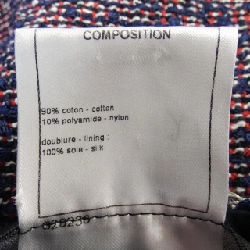 COMPOSITION
90% coton - cotton
10% polyamide - nylon
doublure - lining :
100% soie - silk